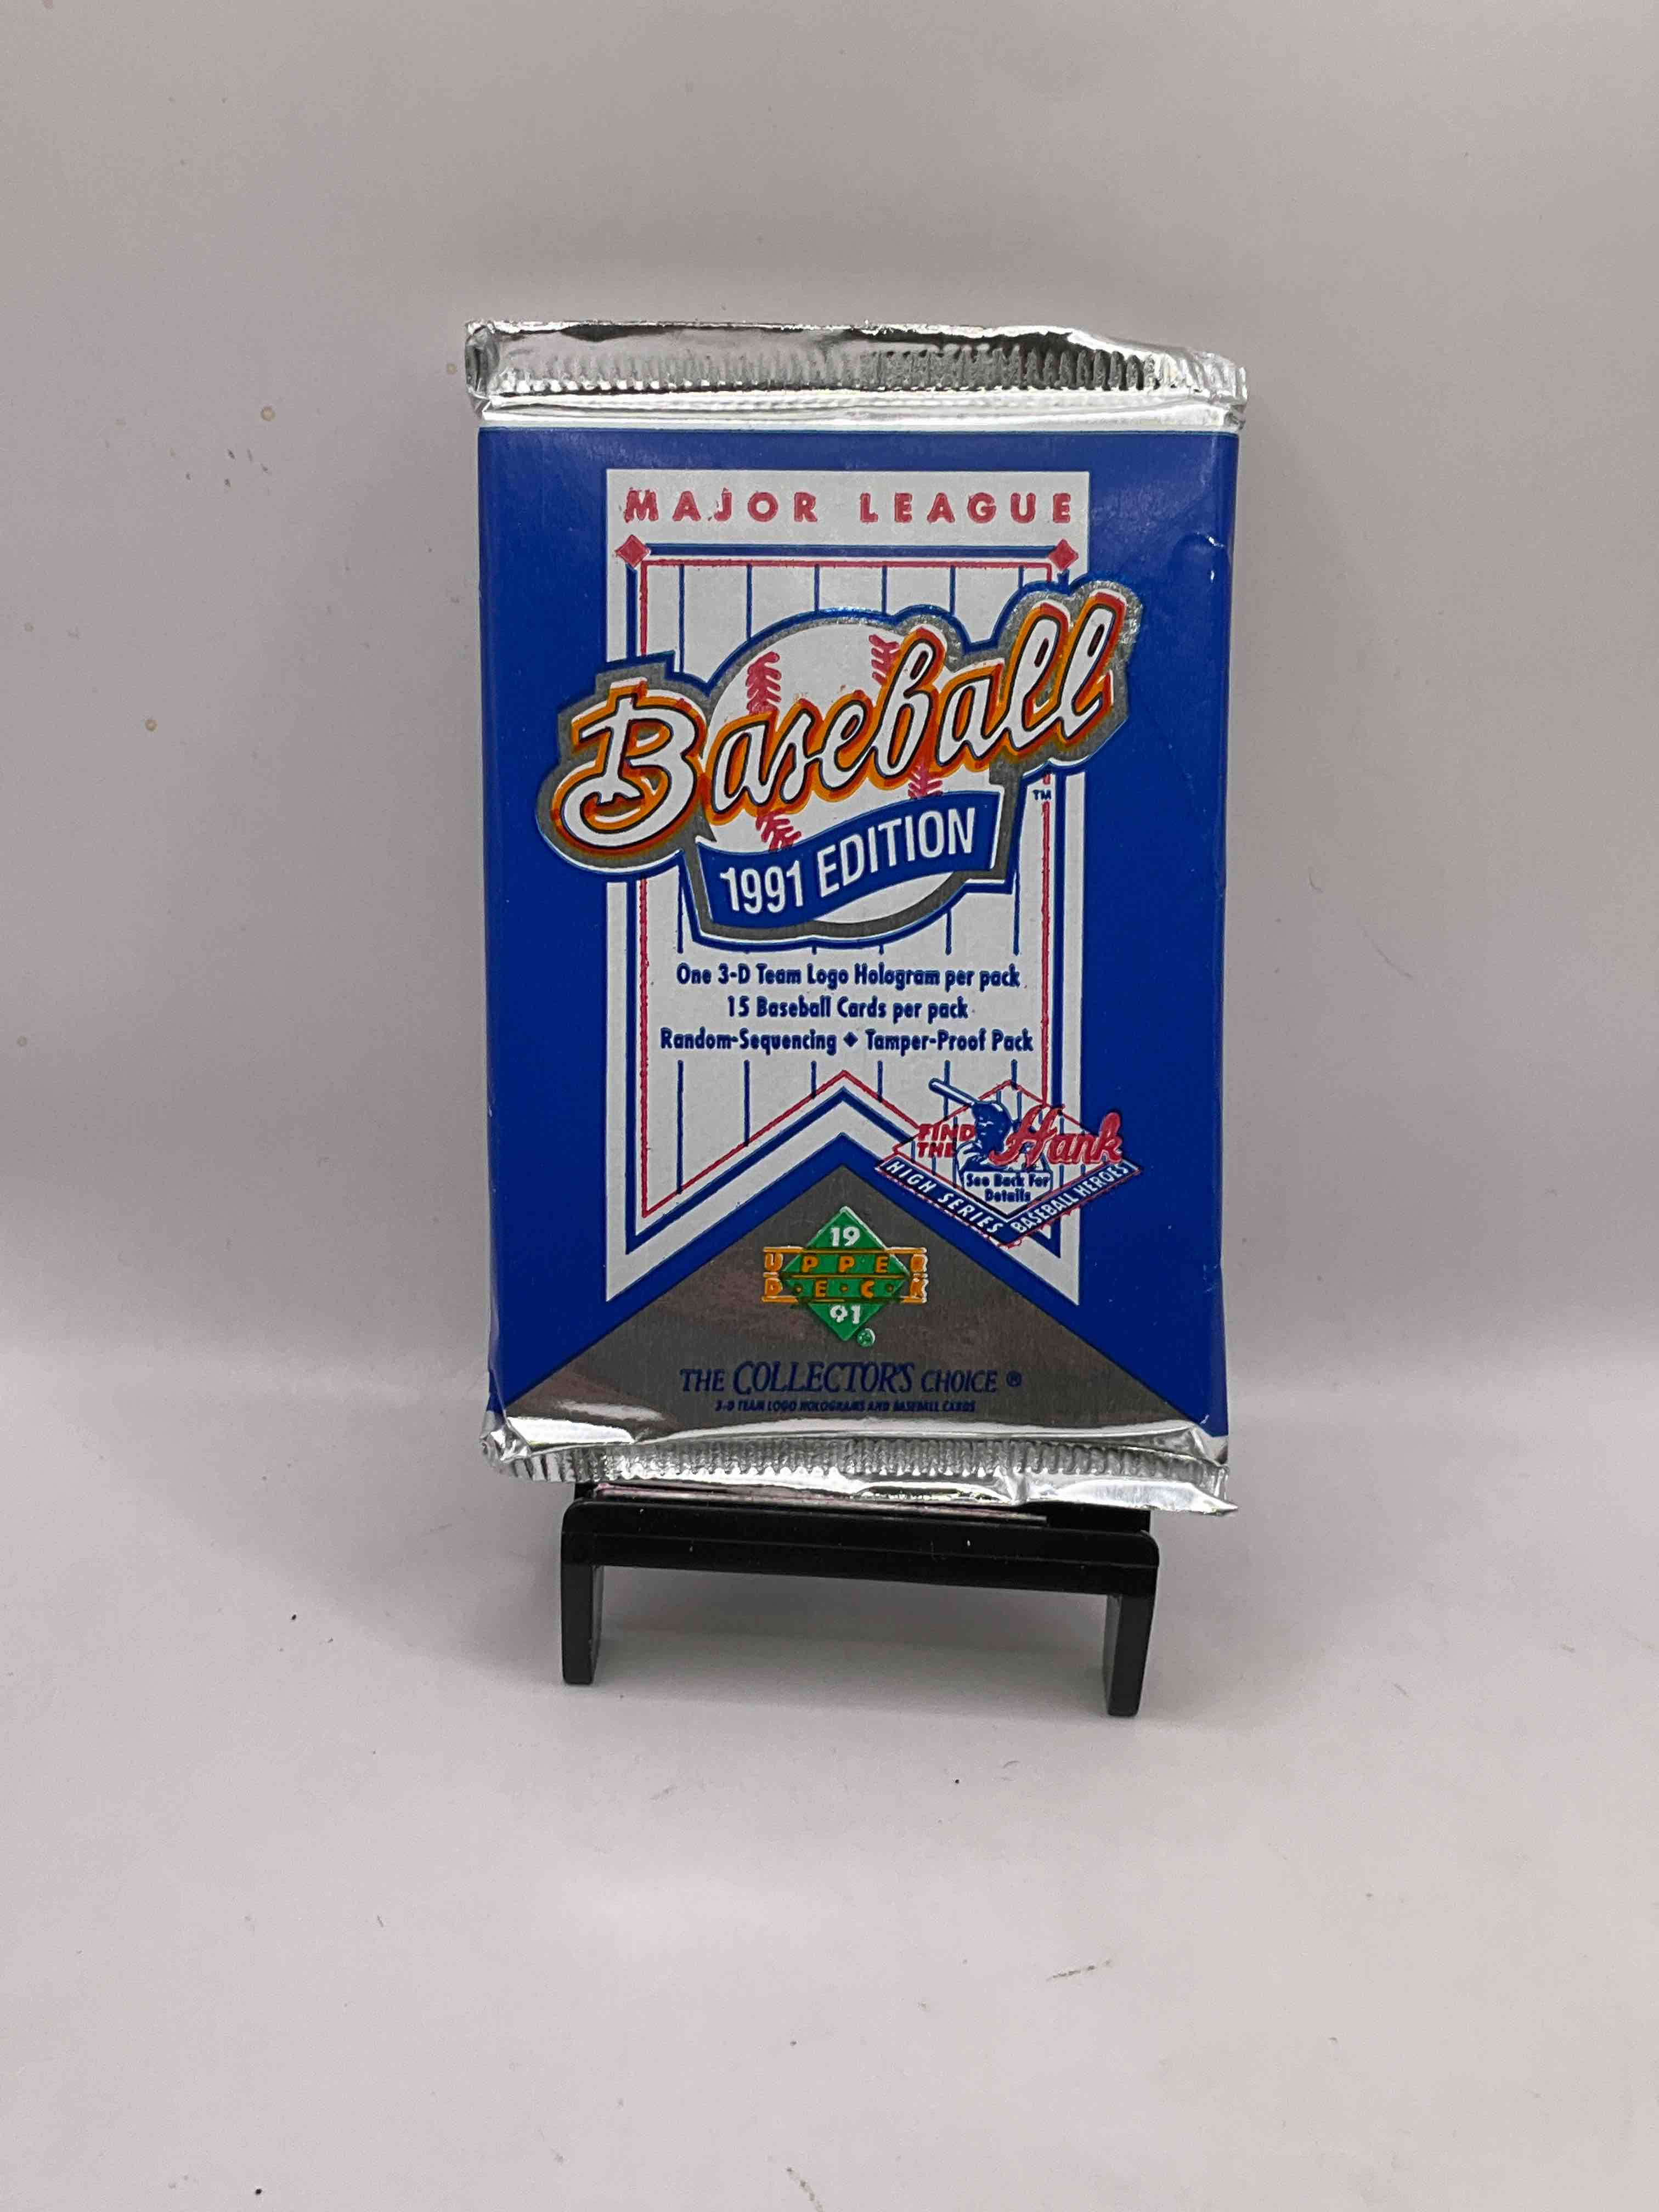 MAJOR LEAGUE
Baseball
TM
1991 EDITION
One 3-D Team Logo Hologram per pack
15 Baseball Cards per pack
Random-Sequencing ◆ Tamper-Proof Pack
FIND THE Hank
See Back For
Details
HIGH SERIES BASEBALL HEROES
19
UPPER
D·E·C·K
91
®
THE COLLECTOR'S CHOICE ®
3-D TEAM LOGO HOLOGRAMS AND BASEBALL CARDS